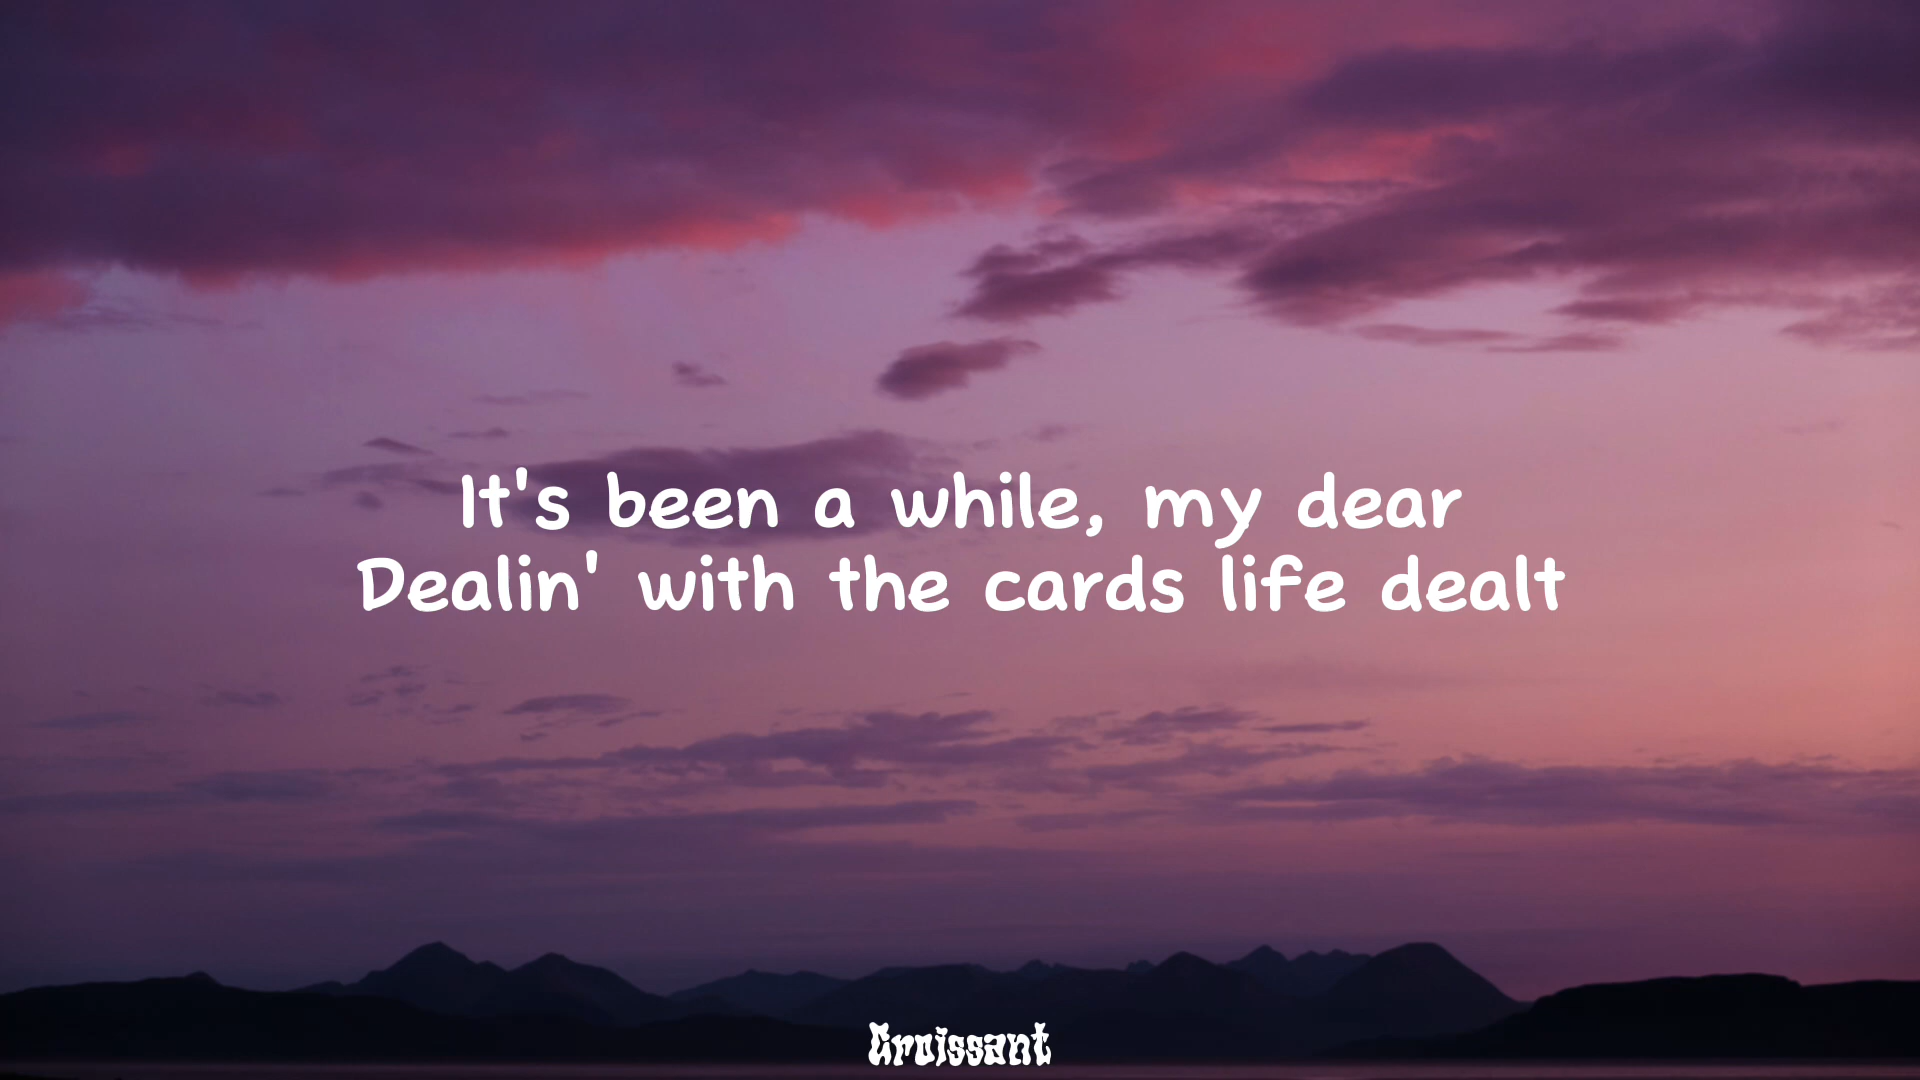 It's been a while, my dear
Dealin' with the cards life dealt
Croissant